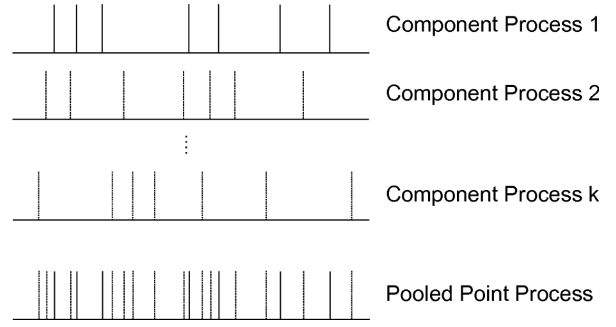 Component Process 1
Component Process 2
Component Process k
Pooled Point Process